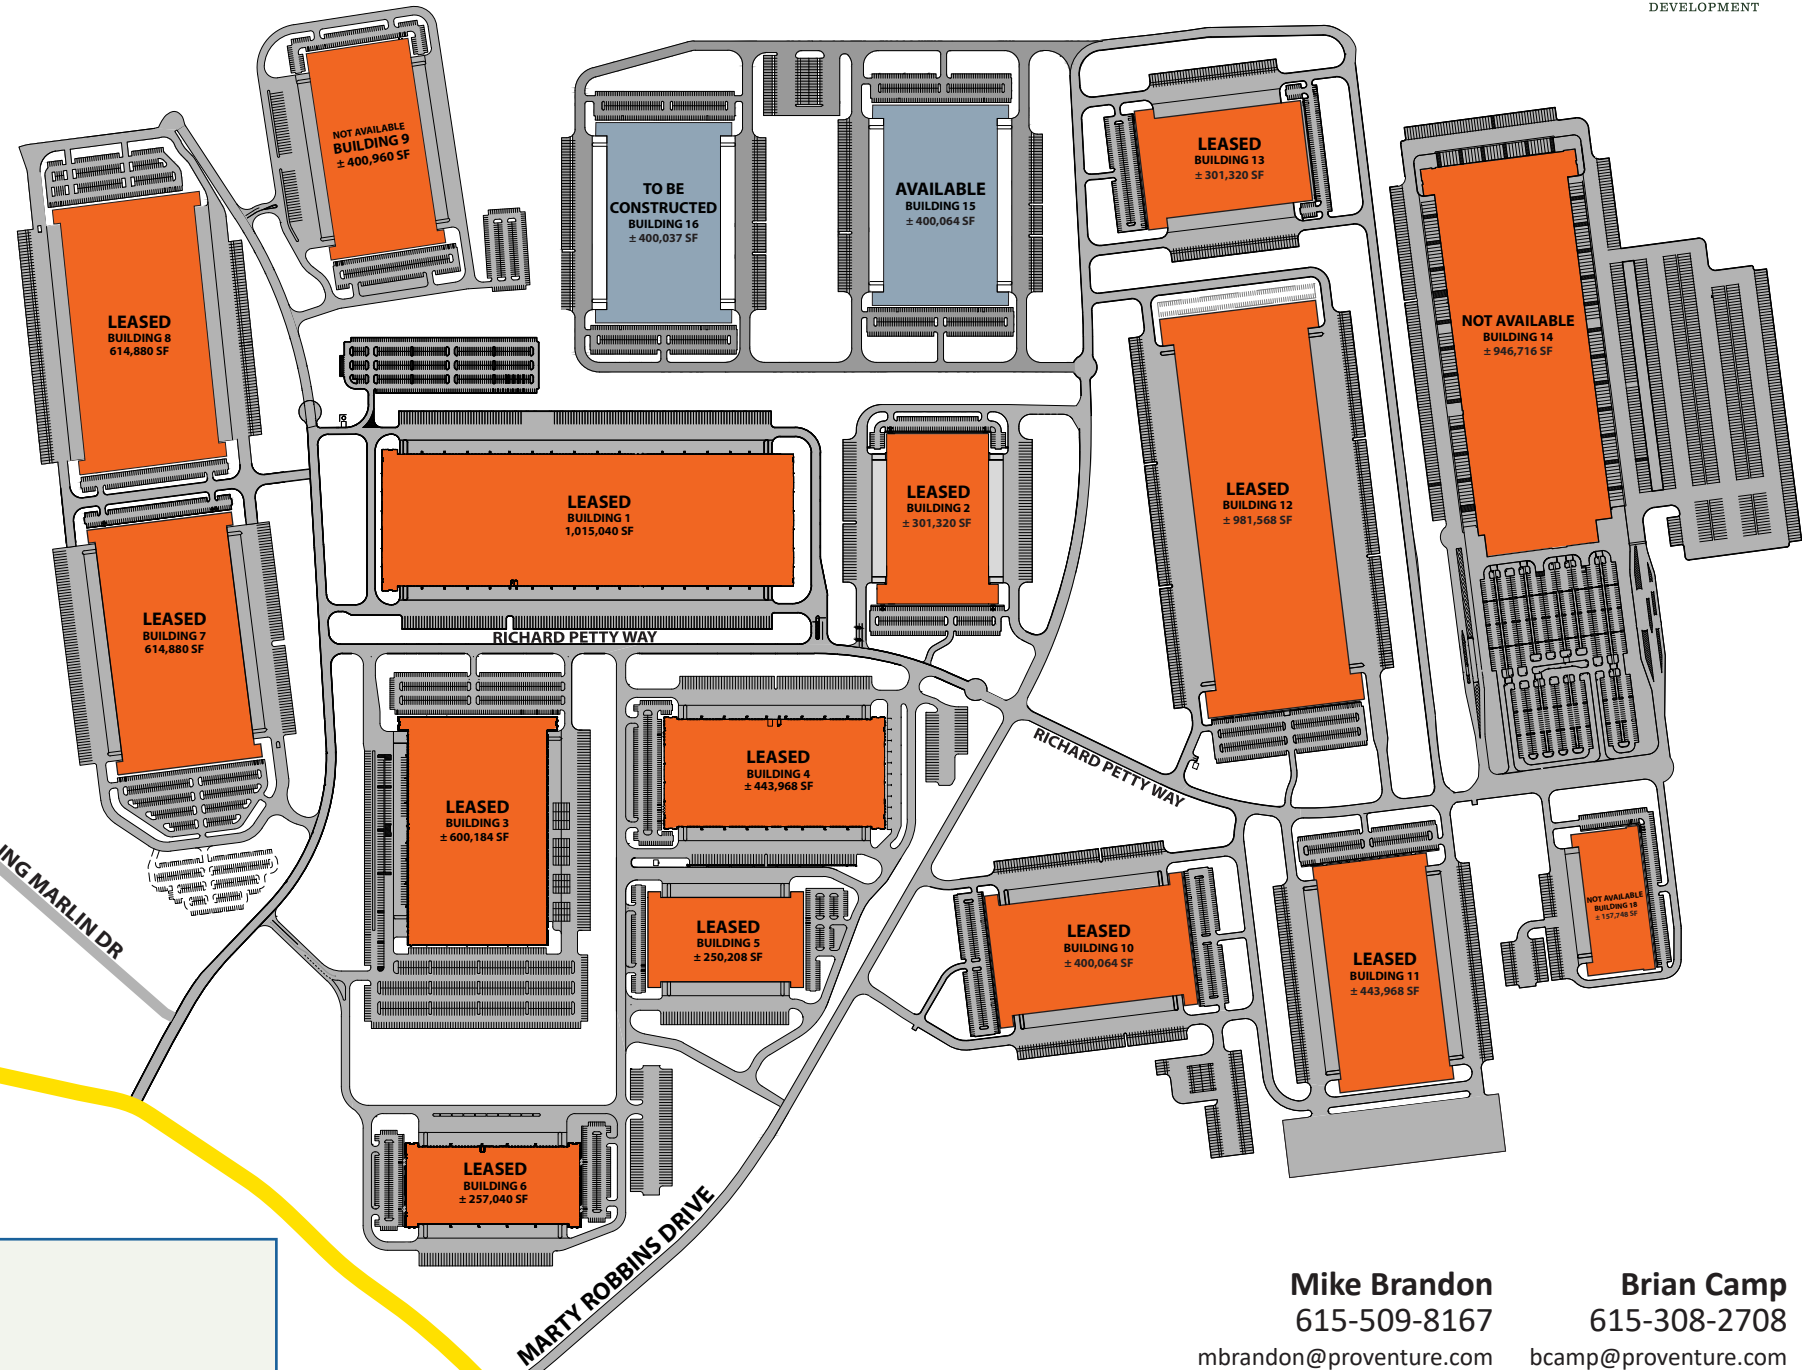 DEVELOPMENT
NOT AVAILABLE
BUILDING 9
± 400,960 SF
TO BE
CONSTRUCTED
BUILDING 16
± 400,037 SF
AVAILABLE
BUILDING 15
± 400,064 SF
LEASED
BUILDING 13
± 301,320 SF
LEASED
BUILDING 8
614,880 SF
NOT AVAILABLE
BUILDING 14
± 946,716 SF
LEASED
BUILDING 1
1,015,040 SF
LEASED
BUILDING 2
± 301,320 SF
LEASED
BUILDING 12
± 981,568 SF
LEASED
BUILDING 7
614,880 SF
RICHARD PETTY WAY
LEASED
BUILDING 4
± 443,968 SF
RICHARD PETTY WAY
LEASED
BUILDING 3
± 600,184 SF
ING MARLIN DR
LEASED
BUILDING 5
± 250,208 SF
LEASED
BUILDING 10
± 400,064 SF
LEASED
BUILDING 11
± 443,968 SF
NOT AVAILABLE
BUILDING 18
± 157,748 SF
LEASED
BUILDING 6
± 257,040 SF
MARTY ROBBINS DRIVE
Mike Brandon
615-509-8167
mbrandon@proventure.com
Brian Camp
615-308-2708
bcamp@proventure.com